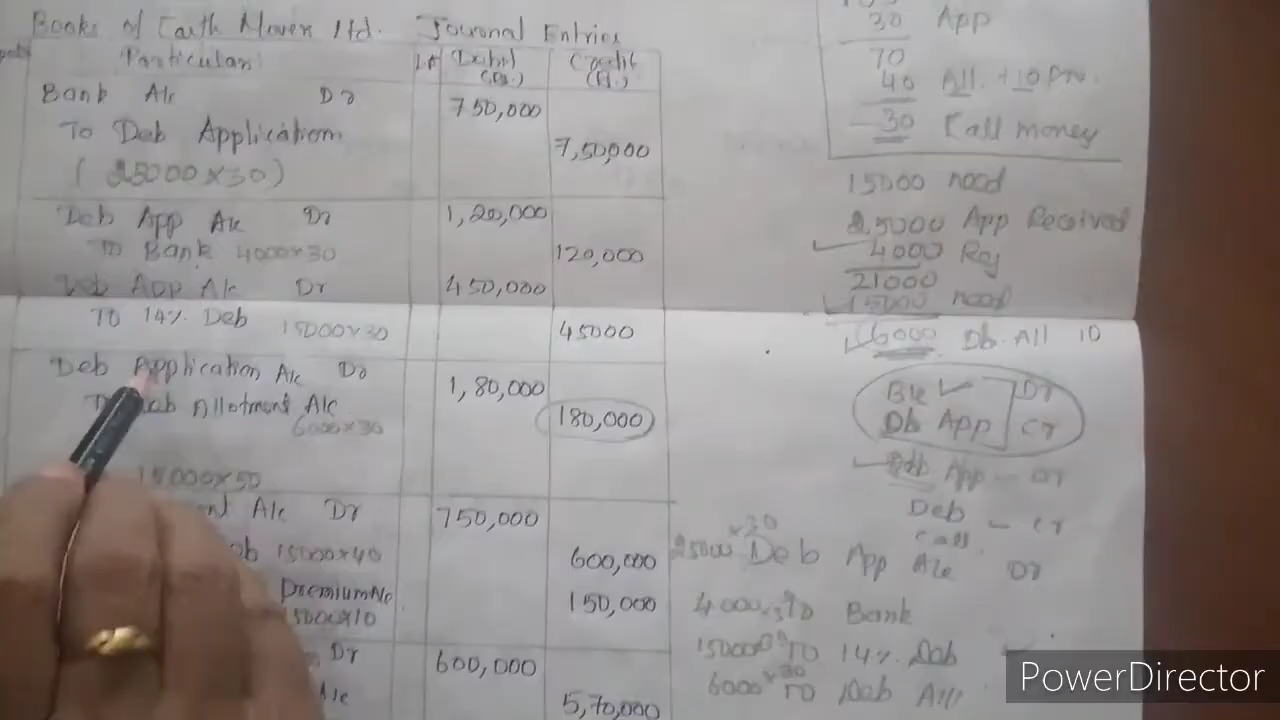 Books of Earth Mover ltd. Journal Entries
Particulars L.F Debit (Rs.) Credit (Rs.)
Bank A/c Dr 750,000
To Deb Application 7,50,000
(25000×30)
Deb App A/c Dr 1,20,000
To Bank 4000×30 120,000
Deb App A/c Dr 450,000
To 14% Deb 15000×30 45000
Deb Application A/c Dr 1,80,000
Deb Allotment A/c 180,000
6000×30
15000×50
A/c Dr 750,000
15000×40 600,000
Premium A/c 150,000
15000×10
Dr 600,000
A/c 5,70,000
30 App
70
40 All. +10 Pre.
30 Call money
15000 need
25000 App Received
4000 Rej
21000
15000 need
6000 Db. All 10
Dr
Db App Cr
App - Dr
Deb - Cr
Call
25000×30 Deb App A/c Dr
4000×30 To Bank
15000 To 14% Deb
6000×30 To Deb All
PowerDirector